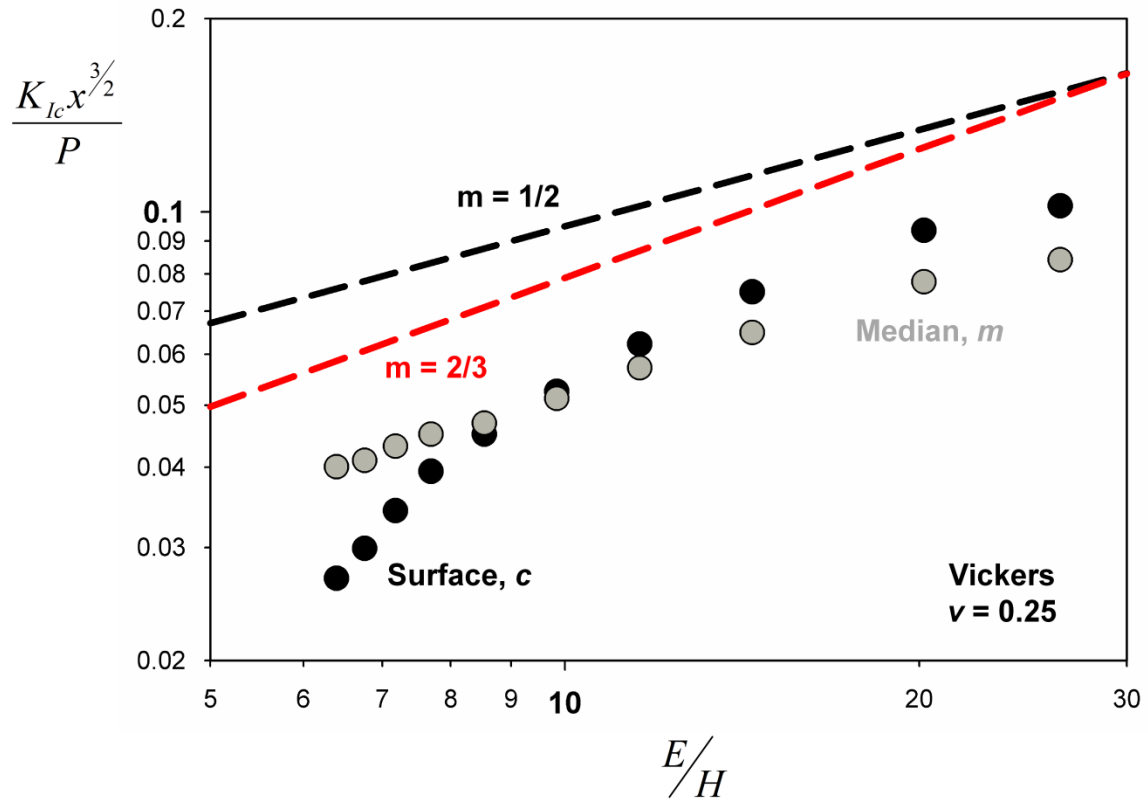 K_{Ic} x^{3/2}
P
0.2
0.1
0.09
0.08
0.07
0.06
0.05
0.04
0.03
0.02
m = 1/2
m = 2/3
Median, m
Surface, c
Vickers
v = 0.25
5 6 7 8 9 10 20 30
E/H